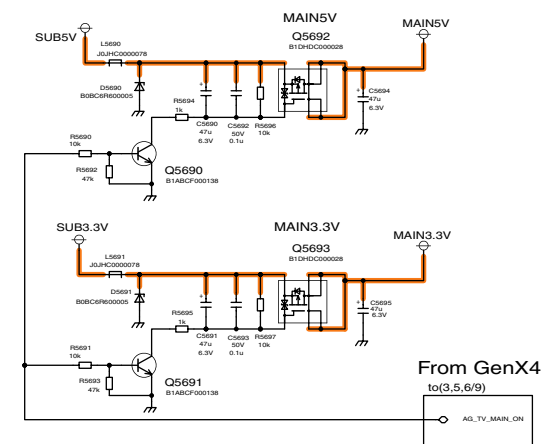 MAIN5V
MAIN5V
Q5692
B1DHDC000028
SUB5V
L5690
J0JHC0000078
D5690
B0BC6R600005
R5694
1k
C5690
47u
6.3V
C5692
50V
0.1u
R5696
10k
+
+
C5694
47u
6.3V
R5690
10k
R5692
47k
Q5690
B1ABCF000138
SUB3.3V
MAIN3.3V
MAIN3.3V
Q5693
B1DHDC000028
L5691
J0JHC0000078
D5691
B0BC6R600005
R5695
1k
C5691
47u
6.3V
C5693
50V
0.1u
R5697
10k
+
+
C5695
47u
6.3V
R5691
10k
R5693
47k
Q5691
B1ABCF000138
From GenX4
to(3,5,6/9)
AG_TV_MAIN_ON